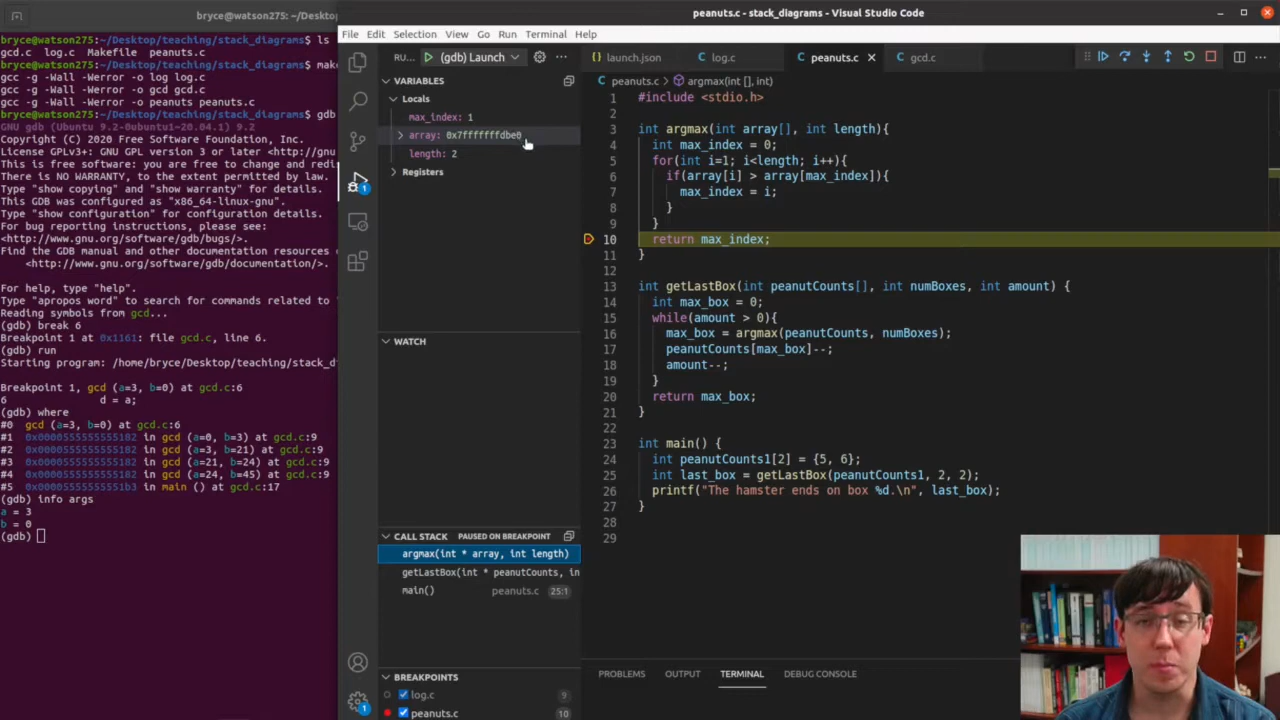 bryce@watson275: ~/Desktop
peanuts.c - stack_diagrams - Visual Studio Code
bryce@watson275:~/Desktop/teaching/stack_diagrams$ ls
gcd.c  log.c  Makefile  peanuts.c
bryce@watson275:~/Desktop/teaching/stack_diagrams$ make
gcc -g -Wall -Werror -o log log.c
gcc -g -Wall -Werror -o gcd gcd.c
gcc -g -Wall -Werror -o peanuts peanuts.c
bryce@watson275:~/Desktop/teaching/stack_diagrams$ gdb
GNU gdb (Ubuntu 9.2-0ubuntu1~20.04.1) 9.2
Copyright (C) 2020 Free Software Foundation, Inc.
License GPLv3+: GNU GPL version 3 or later <http://gnu
This is free software: you are free to change and redi
There is NO WARRANTY, to the extent permitted by law.
Type "show copying" and "show warranty" for details.
This GDB was configured as "x86_64-linux-gnu".
Type "show configuration" for configuration details.
For bug reporting instructions, please see:
<http://www.gnu.org/software/gdb/bugs/>.
Find the GDB manual and other documentation resources
<http://www.gnu.org/software/gdb/documentation/>.
For help, type "help".
Type "apropos word" to search for commands related to
Reading symbols from gcd...
(gdb) break 6
Breakpoint 1 at 0x1161: file gcd.c, line 6.
(gdb) run
Starting program: /home/bryce/Desktop/teaching/stack_d
Breakpoint 1, gcd (a=3, b=0) at gcd.c:6
6 d = a;
(gdb) where
#0  gcd (a=3, b=0) at gcd.c:6
#1  0x0000555555555182 in gcd (a=0, b=3) at gcd.c:9
#2  0x0000555555555182 in gcd (a=3, b=21) at gcd.c:9
#3  0x0000555555555182 in gcd (a=21, b=24) at gcd.c:9
#4  0x0000555555555182 in gcd (a=24, b=45) at gcd.c:9
#5  0x00005555555551b3 in main () at gcd.c:17
(gdb) info args
a = 3
b = 0
(gdb)
File Edit Selection View Go Run Terminal Help
RU... (gdb) Launch
VARIABLES
Locals
max_index: 1
array: 0x7fffffffdbe0
length: 2
Registers
WATCH
CALL STACK PAUSED ON BREAKPOINT
argmax(int * array, int length)
getLastBox(int * peanutCounts, in
main() peanuts.c 25:1
BREAKPOINTS
log.c 9
peanuts.c 10
1
1
launch.json log.c peanuts.c gcd.c
peanuts.c > argmax(int [], int)
1 #include <stdio.h>
2
3 int argmax(int array[], int length){
4 int max_index = 0;
5 for(int i=1; i<length; i++){
6 if(array[i] > array[max_index]){
7 max_index = i;
8 }
9 }
10 return max_index;
11 }
12
13 int getLastBox(int peanutCounts[], int numBoxes, int amount) {
14 int max_box = 0;
15 while(amount > 0){
16 max_box = argmax(peanutCounts, numBoxes);
17 peanutCounts[max_box]--;
18 amount--;
19 }
20 return max_box;
21 }
22
23 int main() {
24 int peanutCounts1[2] = {5, 6};
25 int last_box = getLastBox(peanutCounts1, 2, 2);
26 printf("The hamster ends on box %d.\n", last_box);
27 }
28
29
PROBLEMS OUTPUT TERMINAL DEBUG CONSOLE